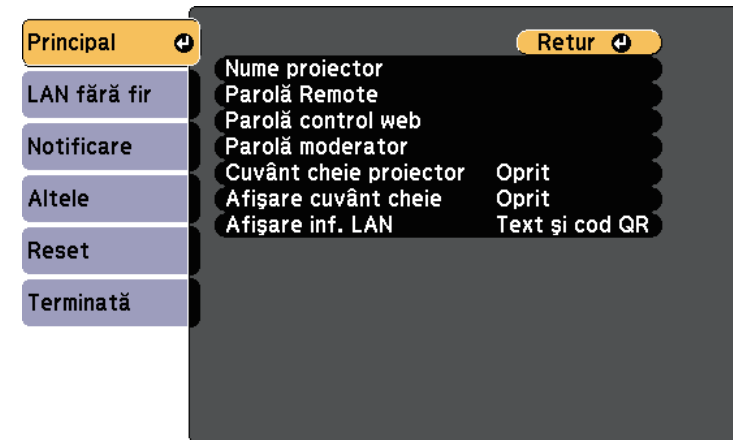 Principal
LAN fără fir
Notificare
Altele
Reset
Terminată
Retur
Nume proiector
Parolă Remote
Parolă control web
Parolă moderator
Cuvânt cheie proiector Oprit
Afişare cuvânt cheie Oprit
Afişare inf. LAN Text şi cod QR